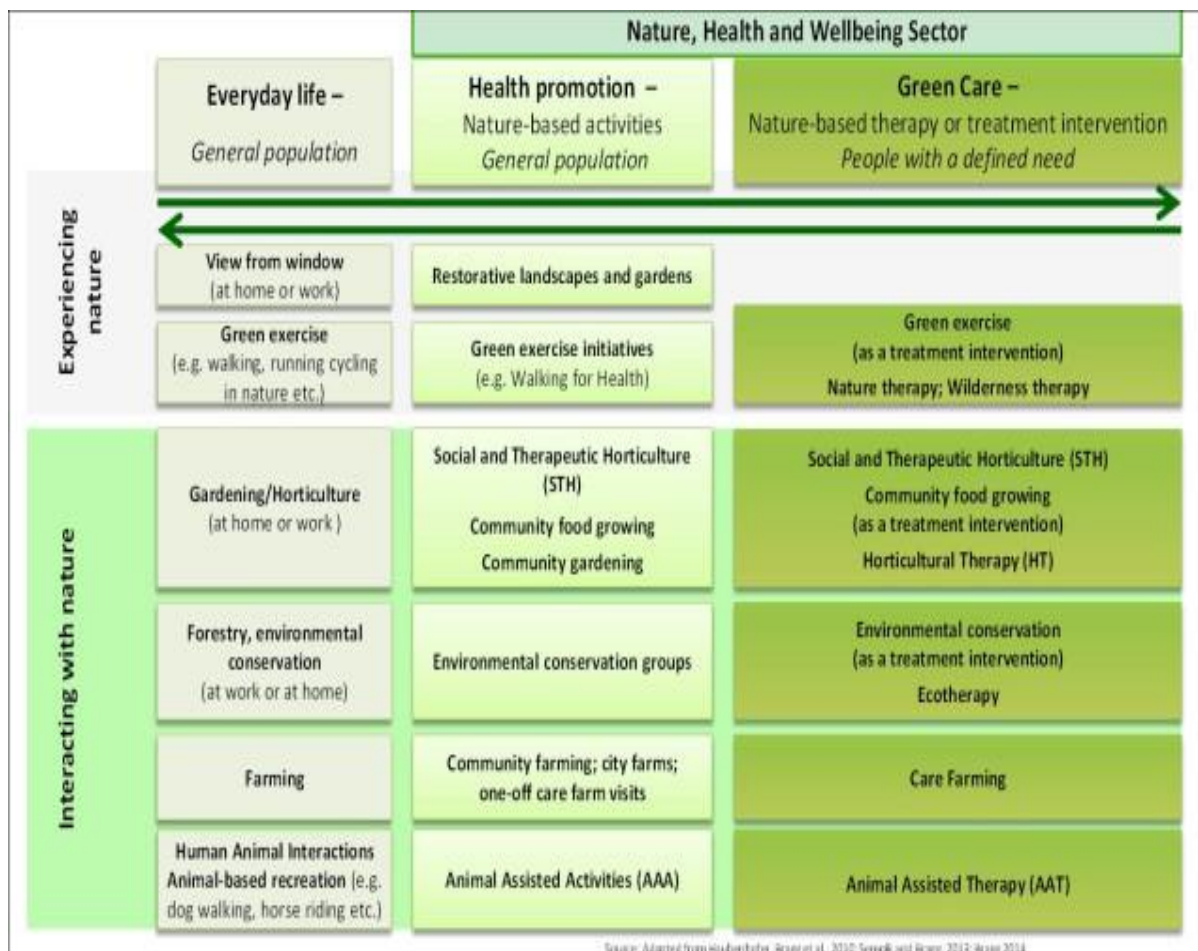 Nature, Health and Wellbeing Sector
Everyday life –
General population
Health promotion –
Nature-based activities
General population
Green Care –
Nature-based therapy or treatment intervention
People with a defined need
Experiencing
nature
View from window
(at home or work)
Restorative landscapes and gardens
Green exercise
(e.g. walking, running cycling
in nature etc.)
Green exercise initiatives
(e.g. Walking for Health)
Green exercise
(as a treatment intervention)
Nature therapy; Wilderness therapy
Interacting with nature
Gardening/Horticulture
(at home or work )
Social and Therapeutic Horticulture
(STH)
Community food growing
Community gardening
Social and Therapeutic Horticulture (STH)
Community food growing
(as a treatment intervention)
Horticultural Therapy (HT)
Forestry, environmental
conservation
(at work or at home)
Environmental conservation groups
Environmental conservation
(as a treatment intervention)
Ecotherapy
Farming
Community farming; city farms;
one-off care farm visits
Care Farming
Human Animal Interactions
Animal-based recreation (e.g.
dog walking, horse riding etc.)
Animal Assisted Activities (AAA)
Animal Assisted Therapy (AAT)
Source: Adapted from